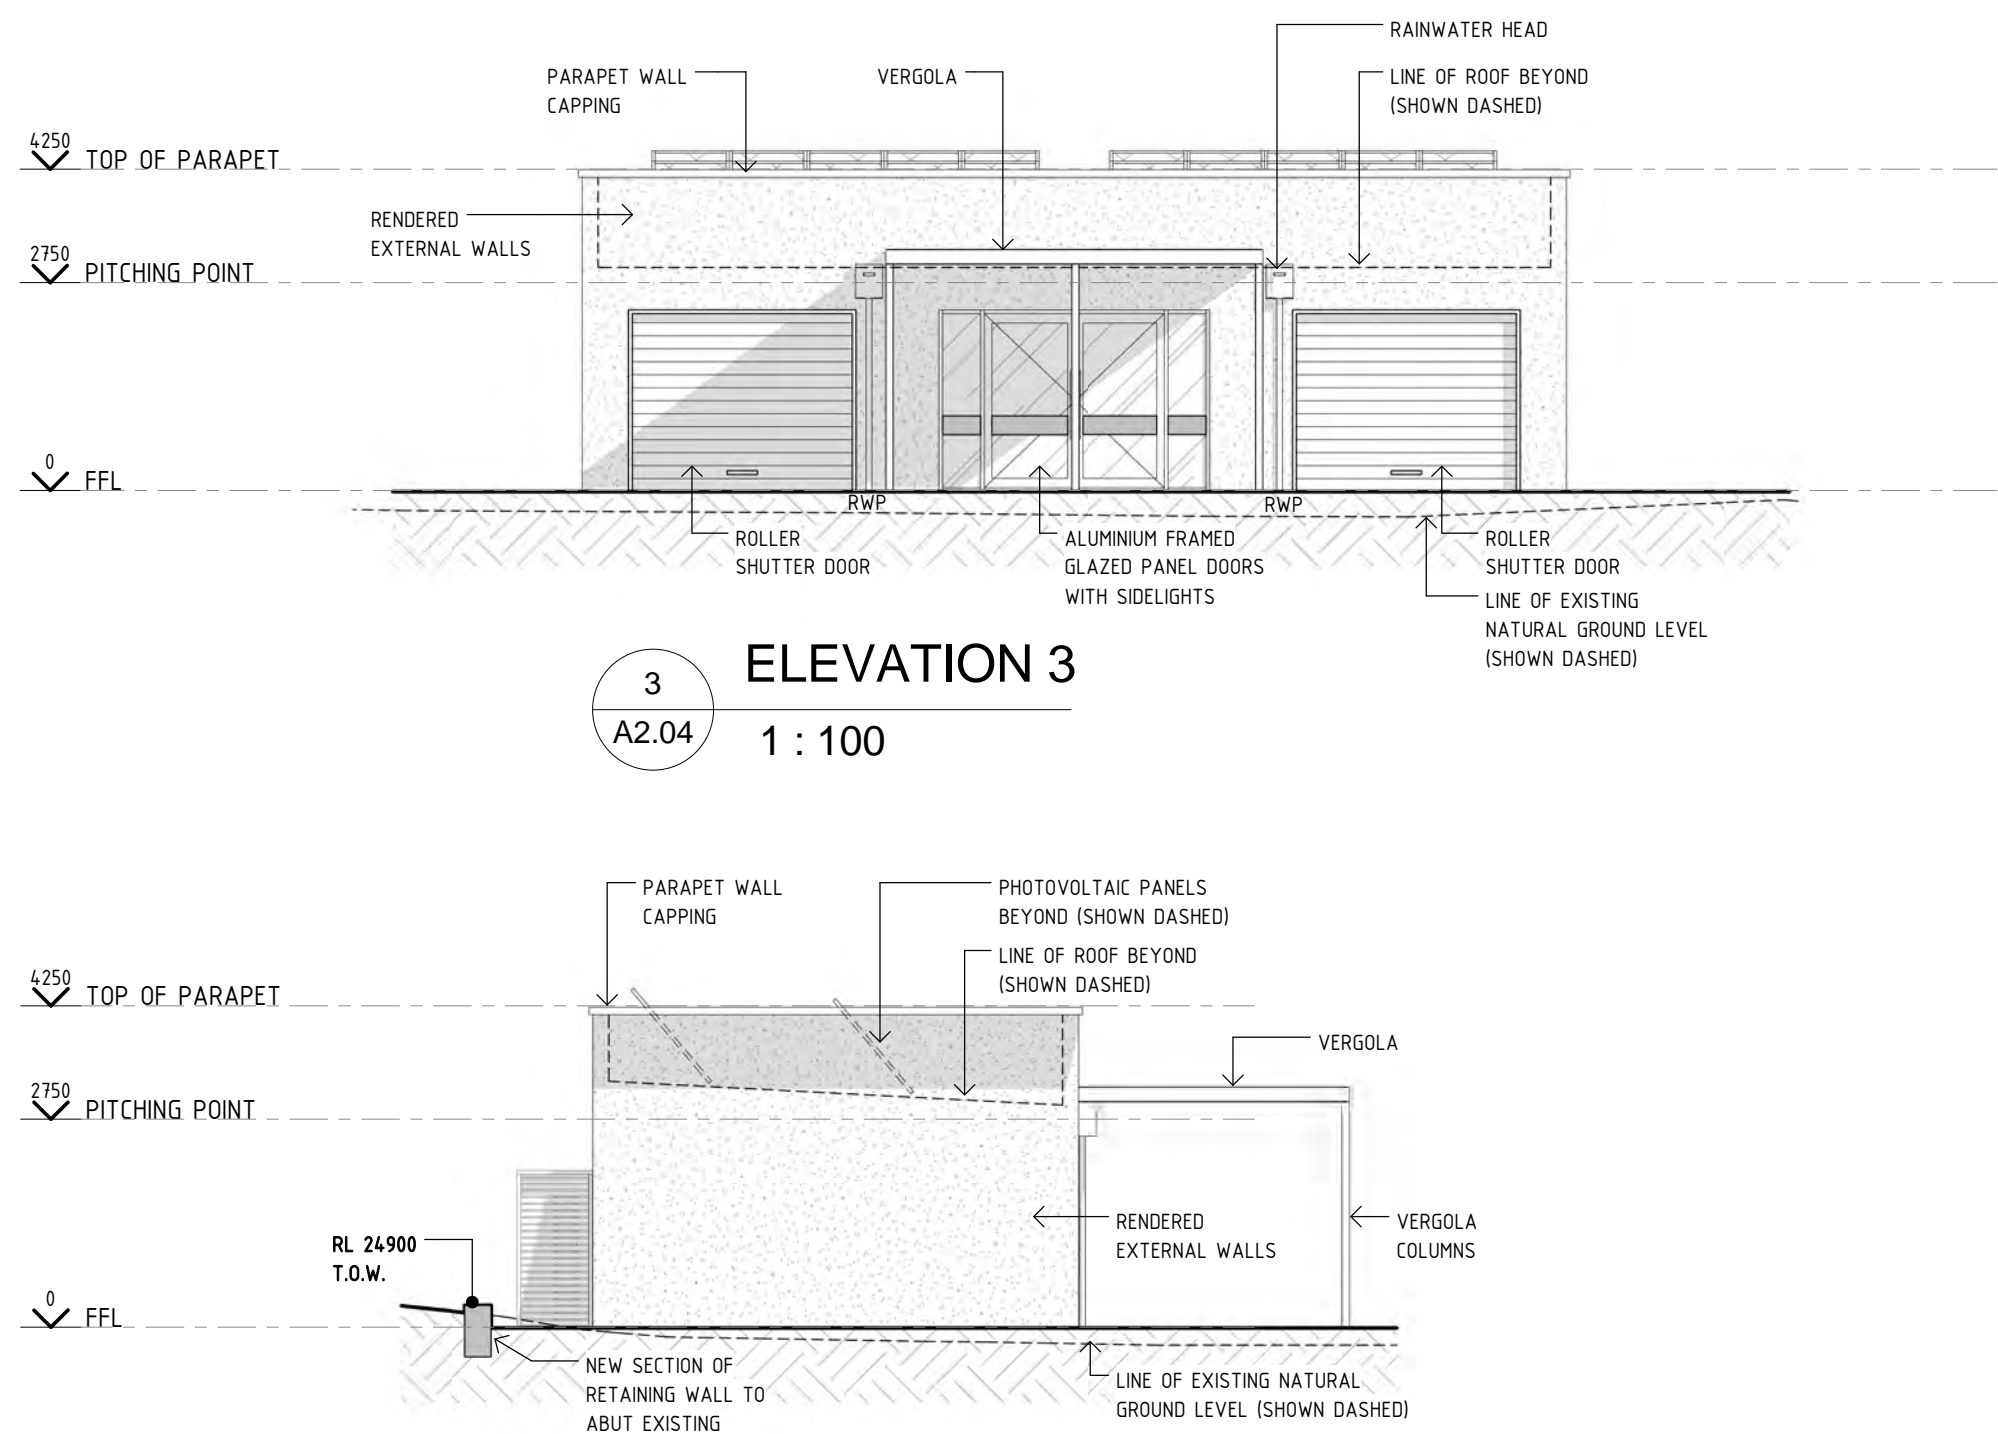 RAINWATER HEAD
PARAPET WALL
CAPPING
VERGOLA
LINE OF ROOF BEYOND
(SHOWN DASHED)
4250
TOP OF PARAPET
RENDERED
EXTERNAL WALLS
2750
PITCHING POINT
0
FFL
RWP
RWP
ROLLER
SHUTTER DOOR
ALUMINIUM FRAMED
GLAZED PANEL DOORS
WITH SIDELIGHTS
ROLLER
SHUTTER DOOR
LINE OF EXISTING
NATURAL GROUND LEVEL
(SHOWN DASHED)
3
A2.04
ELEVATION 3
1 : 100
PARAPET WALL
CAPPING
PHOTOVOLTAIC PANELS
BEYOND (SHOWN DASHED)
LINE OF ROOF BEYOND
(SHOWN DASHED)
4250
TOP OF PARAPET
VERGOLA
2750
PITCHING POINT
RENDERED
EXTERNAL WALLS
VERGOLA
COLUMNS
RL 24900
T.O.W.
0
FFL
NEW SECTION OF
RETAINING WALL TO
ABUT EXISTING
LINE OF EXISTING NATURAL
GROUND LEVEL (SHOWN DASHED)